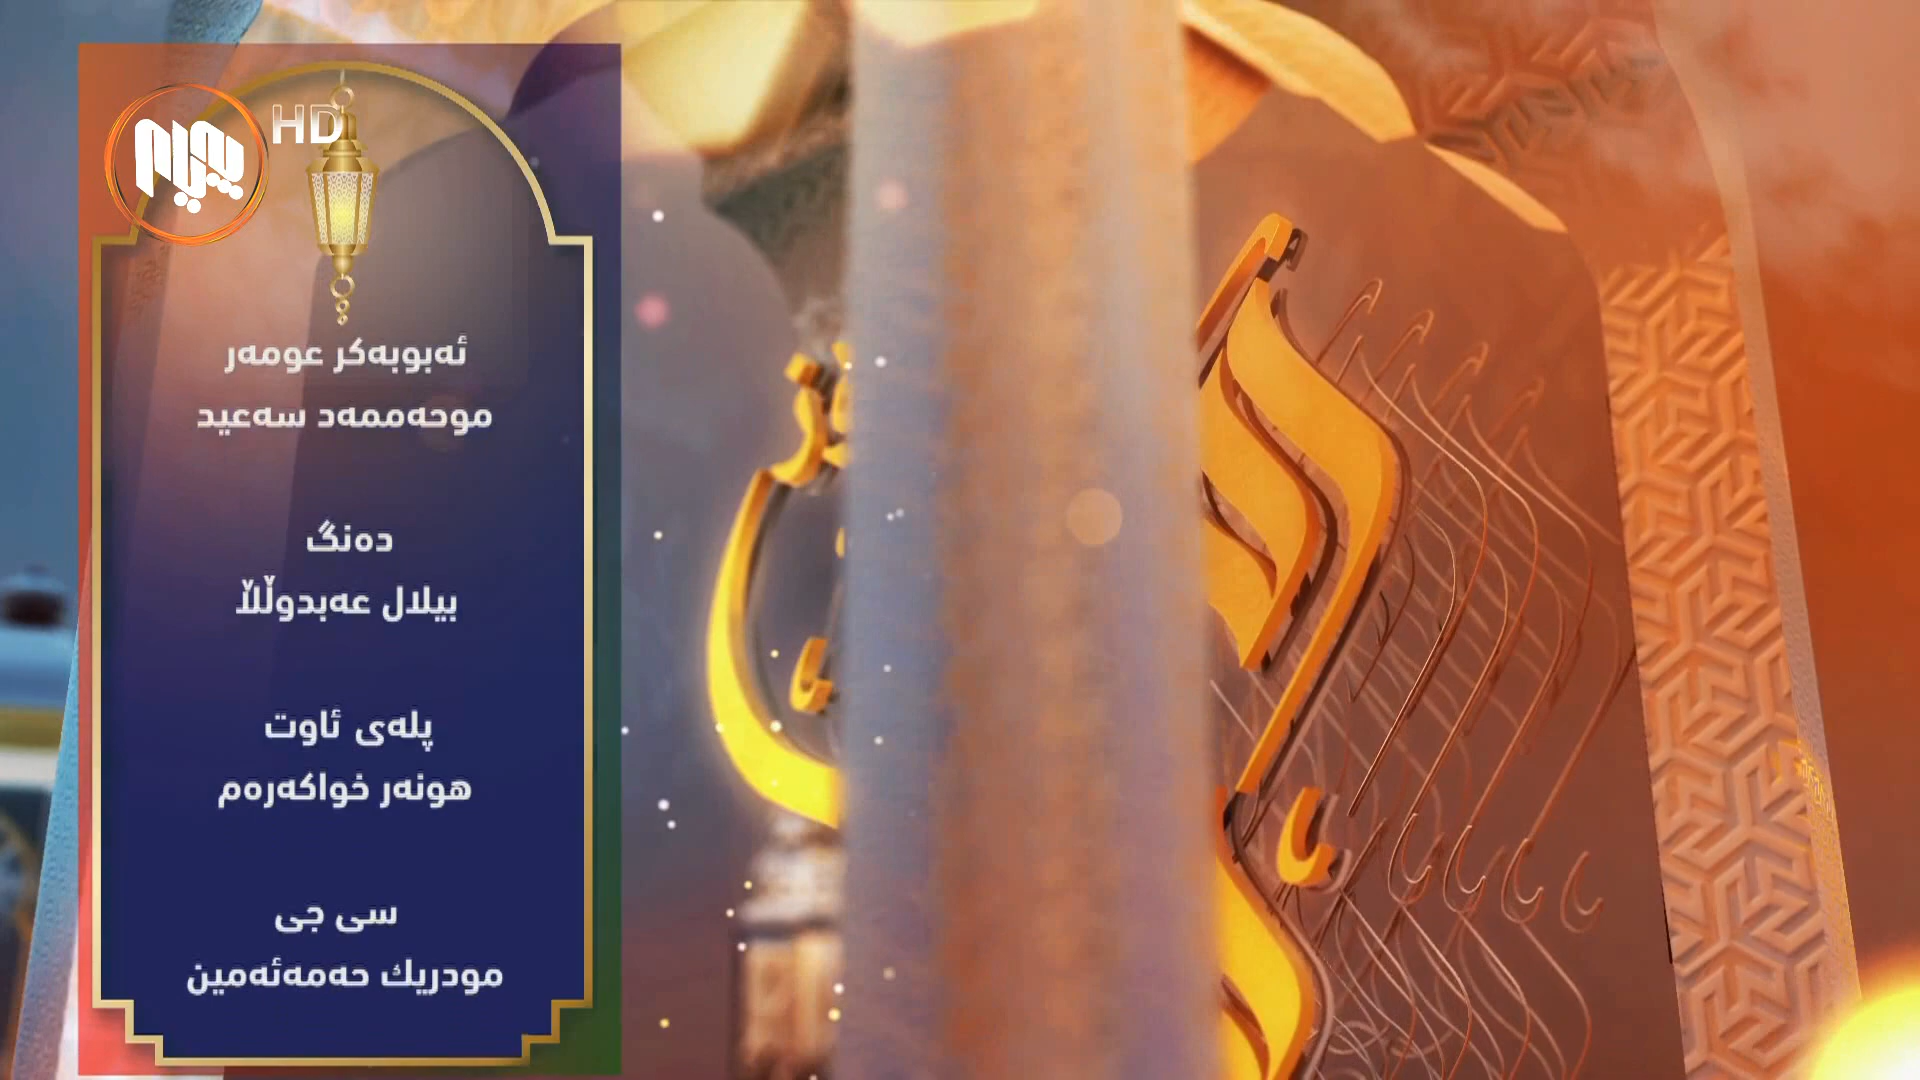 HD
ئەبوبەکر عومەر
موحەممەد سەعید
دەنگ
بیلال عەبدوڵڵا
پلەی ئاوت
هونەر خواکەرەم
سی جی
مودریك حەمەئەمین